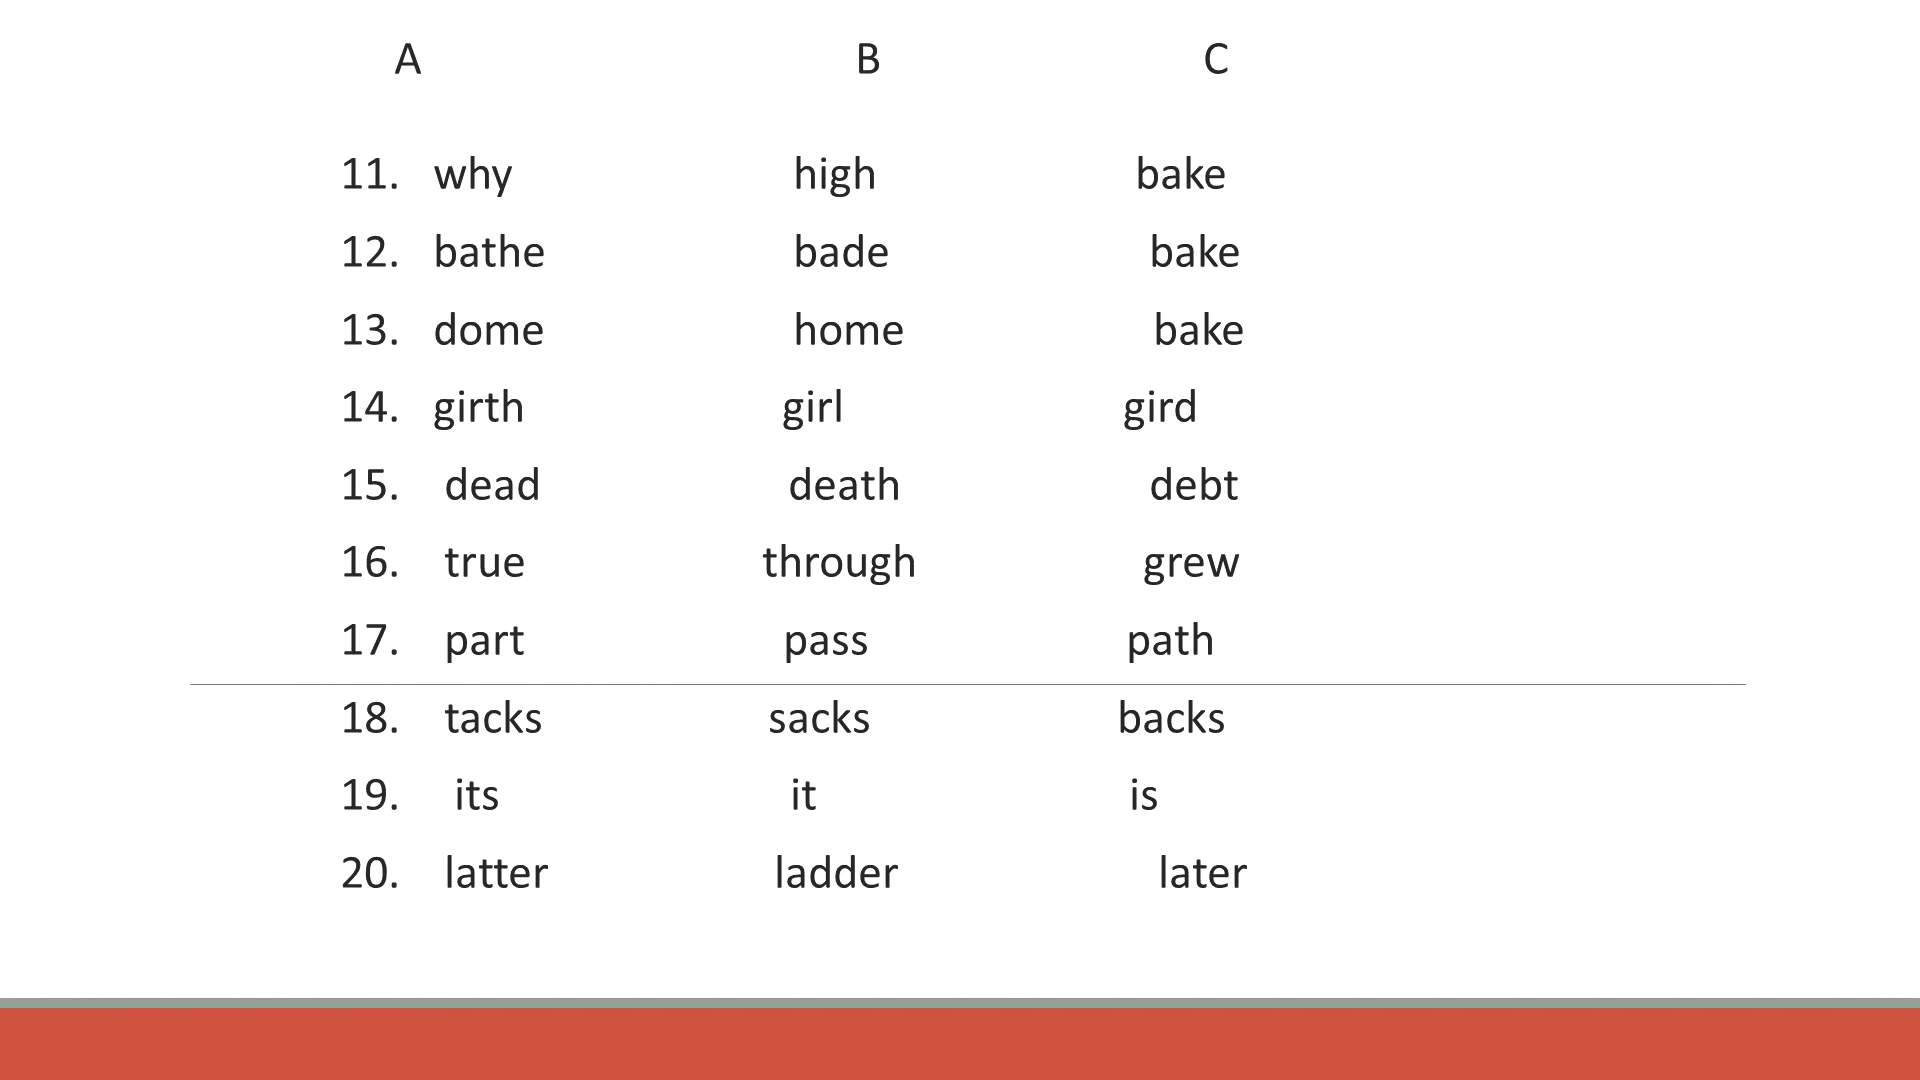 A B C
11. why high bake
12. bathe bade bake
13. dome home bake
14. girth girl gird
15. dead death debt
16. true through grew
17. part pass path
18. tacks sacks backs
19. its it is
20. latter ladder later